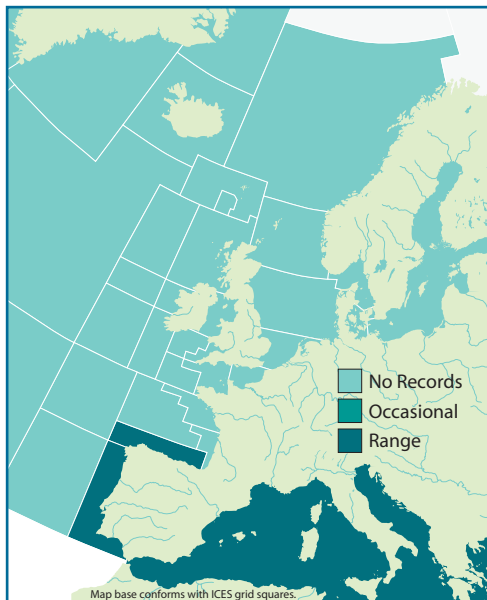 No Records
Occasional
Range
Map base conforms with ICES grid squares.